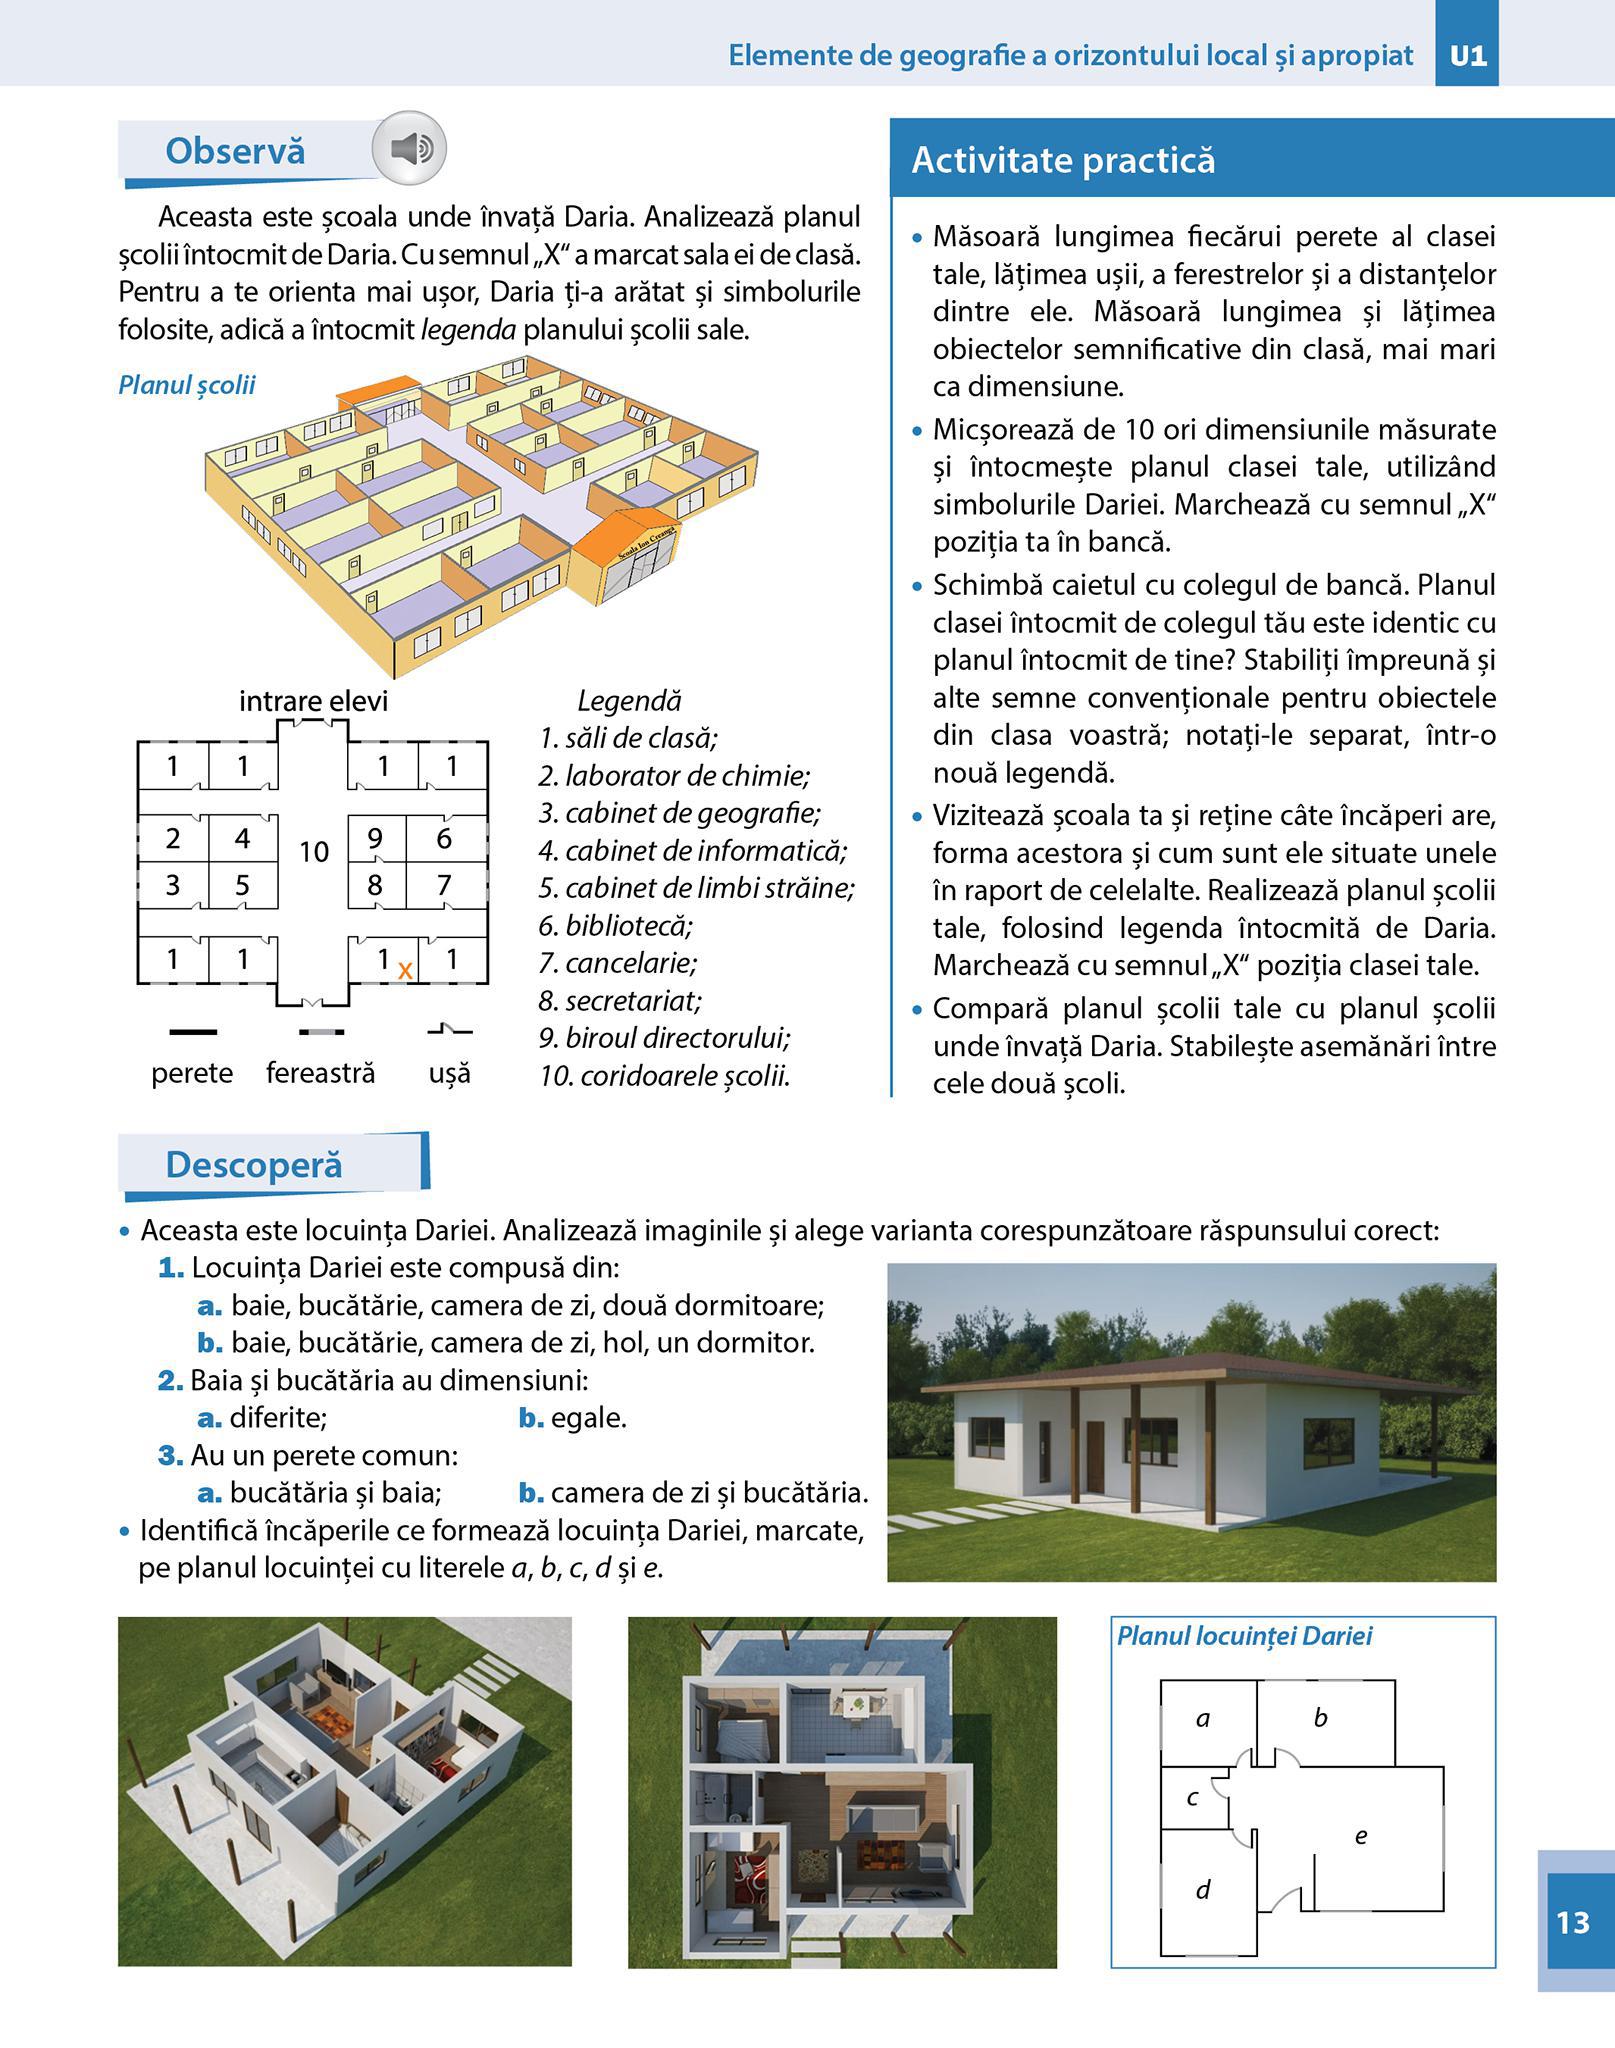 Elemente de geografie a orizontului local și apropiat U1
Observă
Aceasta este școala unde învață Daria. Analizează planul
școlii întocmit de Daria. Cu semnul „X“ a marcat sala ei de clasă.
Pentru a te orienta mai ușor, Daria ți-a arătat și simbolurile
folosite, adică a întocmit legenda planului școlii sale.
Planul școlii
Școala Ion Creangă
intrare elevi
1 1 1 1
2 4 10 9 6
3 5 8 7
1 1 1 X 1
perete fereastră ușă
Legendă
1. săli de clasă;
2. laborator de chimie;
3. cabinet de geografie;
4. cabinet de informatică;
5. cabinet de limbi străine;
6. bibliotecă;
7. cancelarie;
8. secretariat;
9. biroul directorului;
10. coridoarele școlii.
Activitate practică
• Măsoară lungimea fiecărui perete al clasei
tale, lățimea ușii, a ferestrelor și a distanțelor
dintre ele. Măsoară lungimea și lățimea
obiectelor semnificative din clasă, mai mari
ca dimensiune.
• Micșorează de 10 ori dimensiunile măsurate
și întocmește planul clasei tale, utilizând
simbolurile Dariei. Marchează cu semnul „X“
poziția ta în bancă.
• Schimbă caietul cu colegul de bancă. Planul
clasei întocmit de colegul tău este identic cu
planul întocmit de tine? Stabiliți împreună și
alte semne convenționale pentru obiectele
din clasa voastră; notați-le separat, într-o
nouă legendă.
• Vizitează școala ta și reține câte încăperi are,
forma acestora și cum sunt ele situate unele
în raport de celelalte. Realizează planul școlii
tale, folosind legenda întocmită de Daria.
Marchează cu semnul „X“ poziția clasei tale.
• Compară planul școlii tale cu planul școlii
unde învață Daria. Stabilește asemănări între
cele două școli.
Descoperă
• Aceasta este locuința Dariei. Analizează imaginile și alege varianta corespunzătoare răspunsului corect:
1. Locuința Dariei este compusă din:
a. baie, bucătărie, camera de zi, două dormitoare;
b. baie, bucătărie, camera de zi, hol, un dormitor.
2. Baia și bucătăria au dimensiuni:
a. diferite; b. egale.
3. Au un perete comun:
a. bucătăria și baia; b. camera de zi și bucătăria.
• Identifică încăperile ce formează locuința Dariei, marcate,
pe planul locuinței cu literele a, b, c, d și e.
Planul locuinței Dariei
a b
c
e
d
13